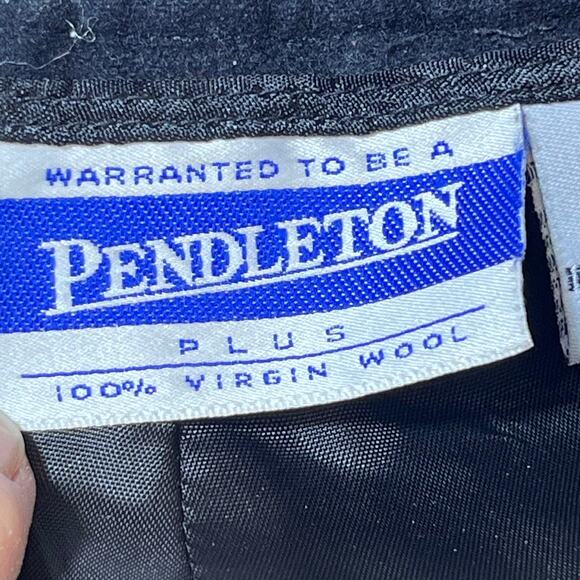 WARRANTED TO BE A
PENDLETON
PLUS
100% VIRGIN WOOL